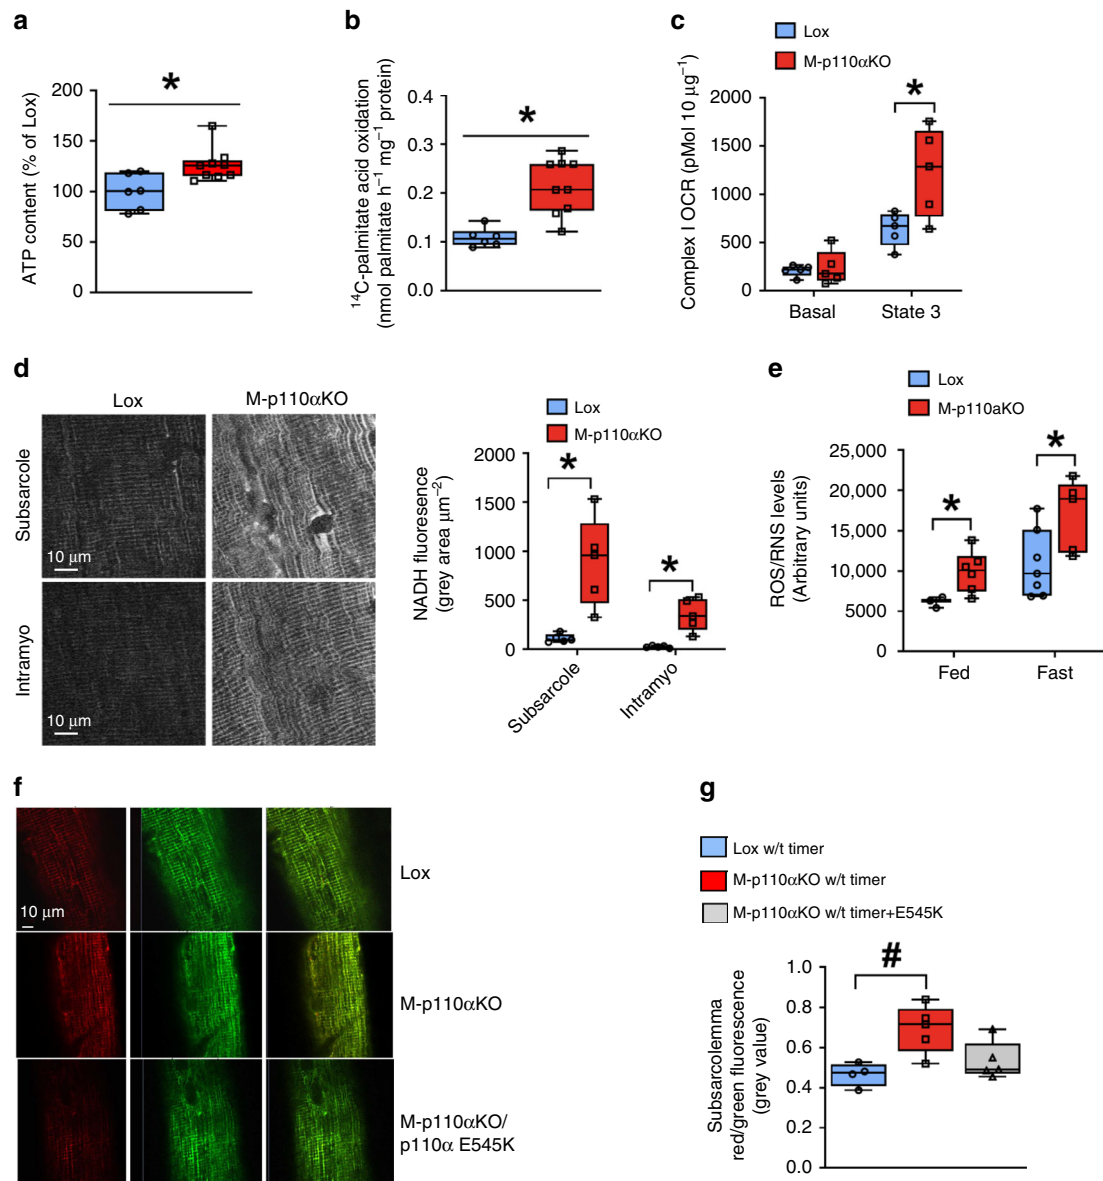 a
ATP content (% of Lox)
200
150
100
50
0
*
b
¹⁴C-palmitate acid oxidation
(nmol palmitate h⁻¹ mg⁻¹ protein)
0.4
0.3
0.2
0.1
0.0
*
c
Lox
M-p110αKO
Complex I OCR (pMol 10 μg⁻¹)
2000
1500
1000
500
0
*
Basal
State 3
d
Lox
M-p110αKO
Subsarcole
10 μm
Intramyo
10 μm
Lox
M-p110αKO
NADH fluoresence
(grey area μm⁻²)
2000
1500
1000
500
0
*
*
Subsarcole
Intramyo
e
Lox
M-p110aKO
ROS/RNS levels
(Arbitrary units)
25,000
20,000
15,000
10,000
5000
0
*
*
Fed
Fast
f
10 μm
Lox
M-p110αKO
M-p110αKO/
p110α E545K
g
Lox w/t timer
M-p110αKO w/t timer
M-p110αKO w/t timer+E545K
Subsarcolemma
red/green fluorescence
(grey value)
1.0
0.8
0.6
0.4
0.2
0.0
#